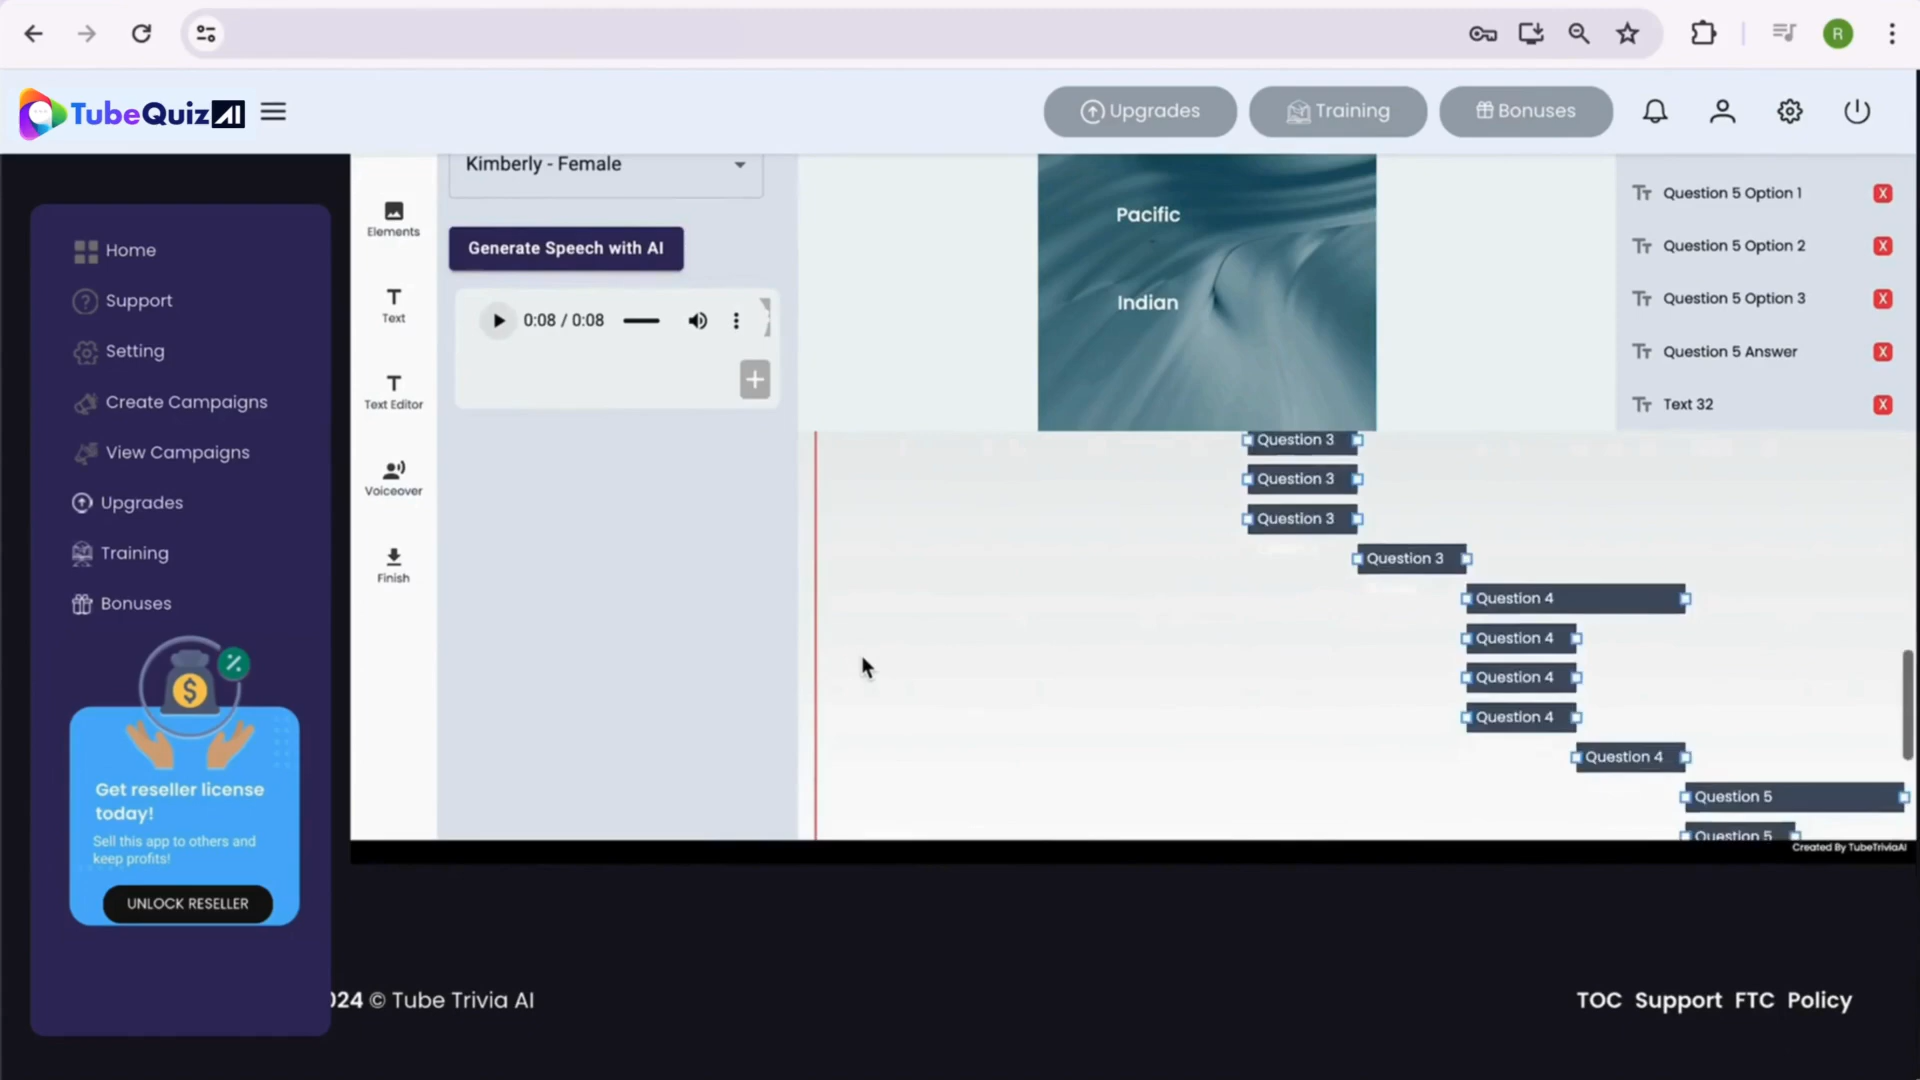 R
TubeQuiz AI
Upgrades
Training
Bonuses
Home
Support
Setting
Create Campaigns
View Campaigns
Upgrades
Training
Bonuses
Get reseller license
today!
Sell this app to others and
keep profits!
UNLOCK RESELLER
Elements
Text
Text Editor
Voiceover
Finish
Kimberly - Female
Generate Speech with AI
0:08 / 0:08
Pacific
Indian
Question 5 Option 1
X
Question 5 Option 2
X
Question 5 Option 3
X
Question 5 Answer
X
Text 32
X
Question 3
Question 3
Question 3
Question 3
Question 4
Question 4
Question 4
Question 4
Question 4
Question 5
Question 5
Created By TubeTriviaAI
024 © Tube Trivia AI
TOC Support FTC Policy